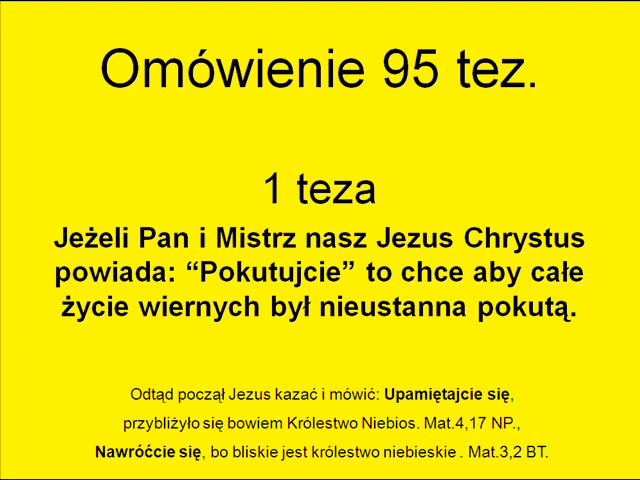 Omówienie 95 tez.
1 teza
Jeżeli Pan i Mistrz nasz Jezus Chrystus
powiada: “Pokutujcie” to chce aby całe
życie wiernych był nieustanna pokutą.
Odtąd począł Jezus kazać i mówić: Upamiętajcie się,
przybliżyło się bowiem Królestwo Niebios. Mat.4,17 NP.,
Nawróćcie się, bo bliskie jest królestwo niebieskie . Mat.3,2 BT.